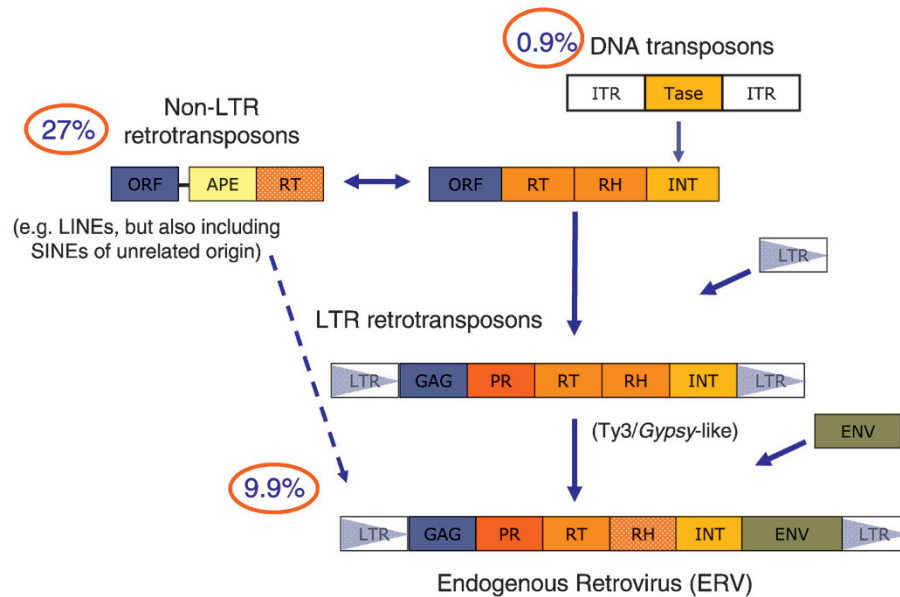 0.9% DNA transposons
ITR Tase ITR
27% Non-LTR
retrotransposons
ORF APE RT
ORF RT RH INT
(e.g. LINEs, but also including
SINEs of unrelated origin)
LTR
LTR retrotransposons
LTR GAG PR RT RH INT LTR
(Ty3/Gypsy-like)
ENV
9.9%
LTR GAG PR RT RH INT ENV LTR
Endogenous Retrovirus (ERV)